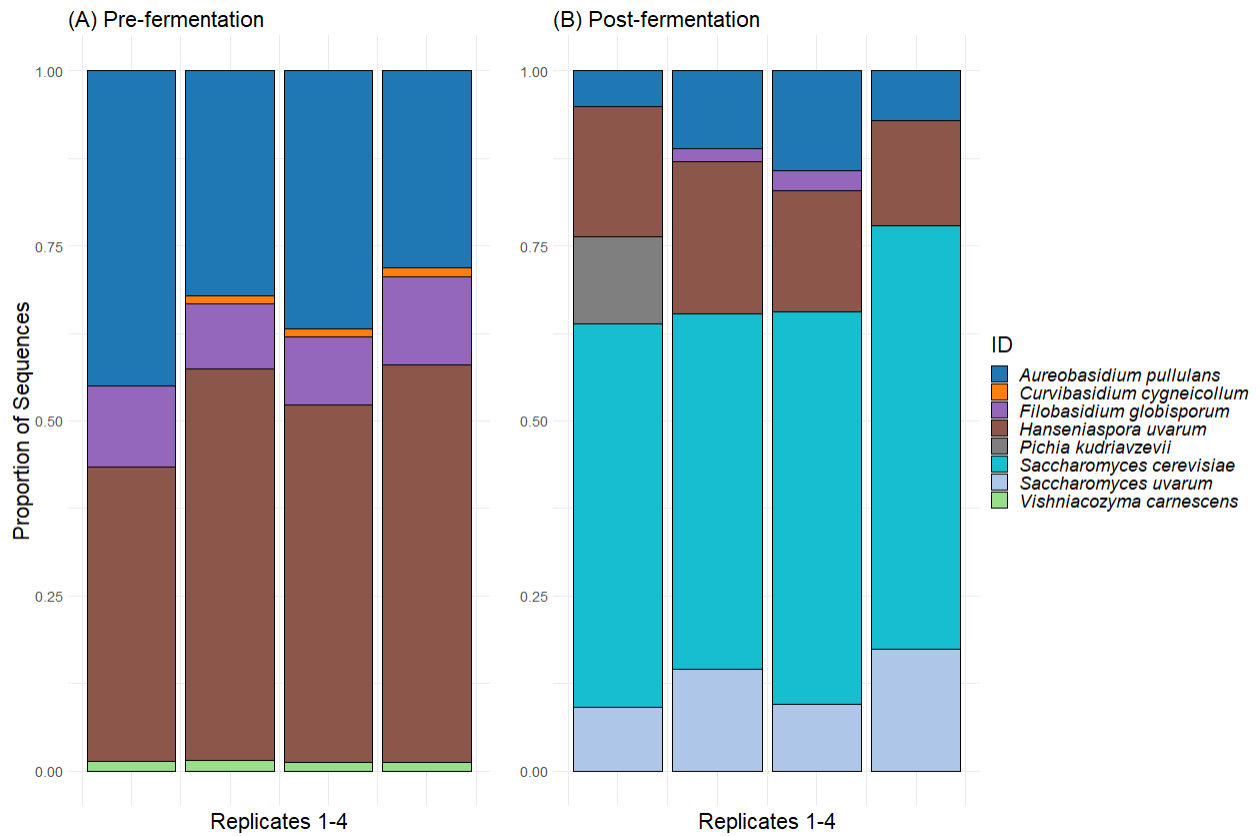 (A) Pre-fermentation
(B) Post-fermentation
Proportion of Sequences
1.00
0.75
0.50
0.25
0.00
Replicates 1-4
1.00
0.75
0.50
0.25
0.00
Replicates 1-4
ID
Aureobasidium pullulans
Curvibasidium cygneicollum
Filobasidium globisporum
Hanseniaspora uvarum
Pichia kudriavzevii
Saccharomyces cerevisiae
Saccharomyces uvarum
Vishniacozyma carnescens